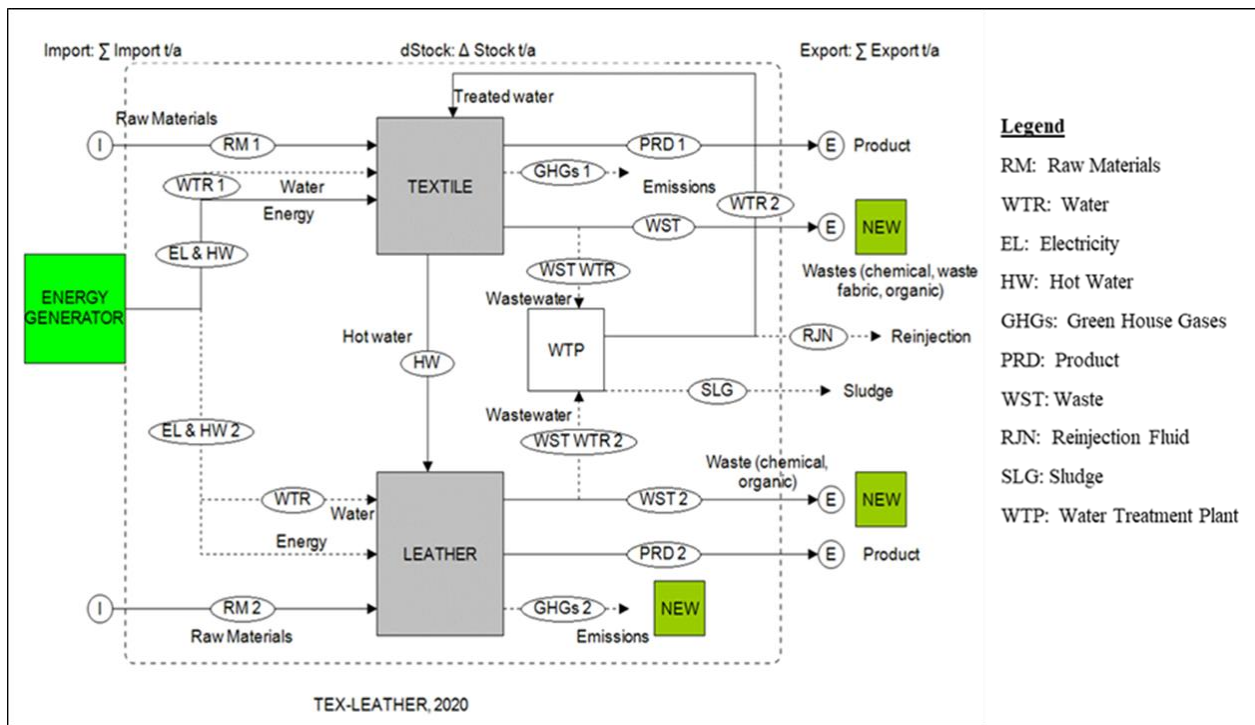 Import: ∑ Import t/a
dStock: Δ Stock t/a
Export: ∑ Export t/a
Treated water
Raw Materials
I
RM 1
PRD 1
E
Product
TEXTILE
GHGs 1
Emissions
WTR 1
Water
Energy
WTR 2
WST
E
NEW
EL & HW
WST WTR
Wastes (chemical, waste
fabric, organic)
ENERGY
GENERATOR
Wastewater
Hot water
WTP
RJN
Reinjection
HW
SLG
Sludge
Wastewater
EL & HW 2
WST WTR 2
Waste (chemical,
organic)
WTR
Water
WST 2
E
NEW
Energy
LEATHER
PRD 2
E
Product
I
RM 2
Raw Materials
GHGs 2
Emissions
NEW
TEX-LEATHER, 2020
Legend
RM: Raw Materials
WTR: Water
EL: Electricity
HW: Hot Water
GHGs: Green House Gases
PRD: Product
WST: Waste
RJN: Reinjection Fluid
SLG: Sludge
WTP: Water Treatment Plant